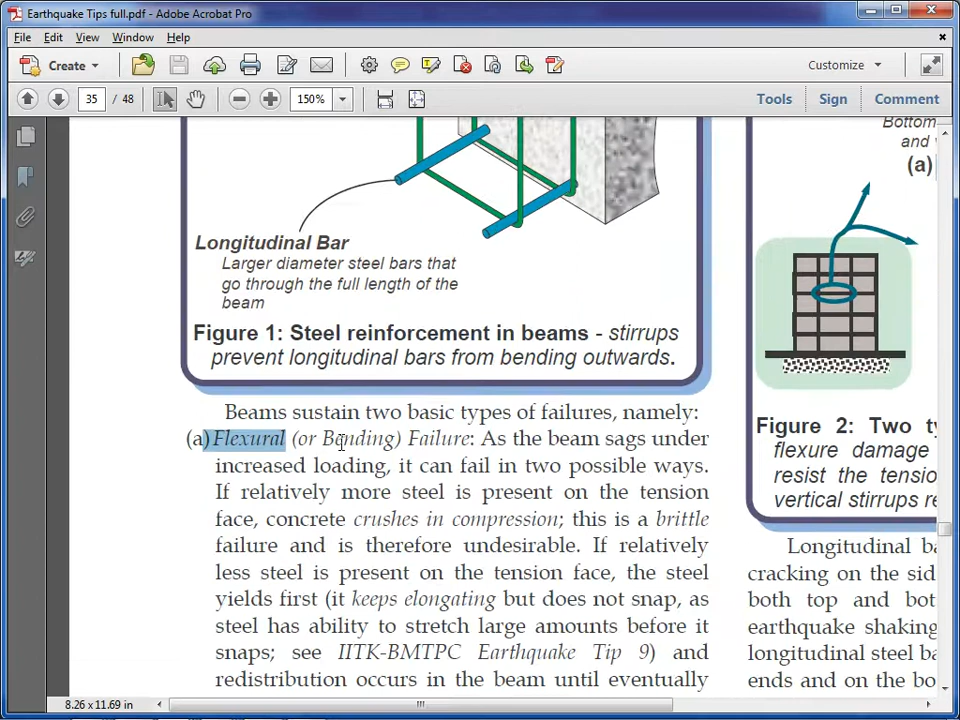 Earthquake Tips full.pdf - Adobe Acrobat Pro
File Edit View Window Help
Create
Customize
35 / 48
150%
Tools Sign Comment
Longitudinal Bar
Larger diameter steel bars that
go through the full length of the
beam
Figure 1: Steel reinforcement in beams - stirrups
prevent longitudinal bars from bending outwards.
Beams sustain two basic types of failures, namely:
(a) Flexural (or Bending) Failure: As the beam sags under
increased loading, it can fail in two possible ways.
If relatively more steel is present on the tension
face, concrete crushes in compression; this is a brittle
failure and is therefore undesirable. If relatively
less steel is present on the tension face, the steel
yields first (it keeps elongating but does not snap, as
steel has ability to stretch large amounts before it
snaps; see IITK-BMTPC Earthquake Tip 9) and
redistribution occurs in the beam until eventually
Bottom
and v
(a)
Figure 2: Two ty
flexure damage
resist the tensio
vertical stirrups re
Longitudinal ba
cracking on the sid
both top and bot
earthquake shaking
longitudinal steel ba
ends and on the bo
8.26 x 11.69 in